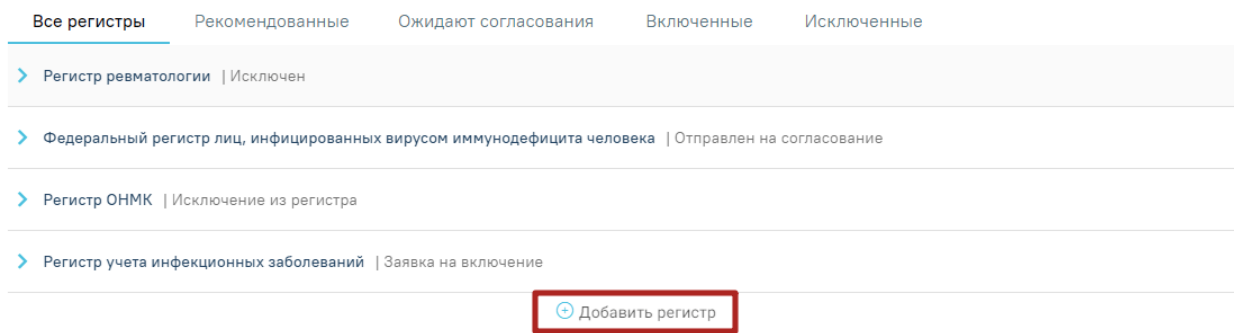 Все регистры Рекомендованные Ожидают согласования Включенные Исключенные
Регистр ревматологии | Исключен
Федеральный регистр лиц, инфицированных вирусом иммунодефицита человека | Отправлен на согласование
Регистр ОНМК | Исключение из регистра
Регистр учета инфекционных заболеваний | Заявка на включение
Добавить регистр